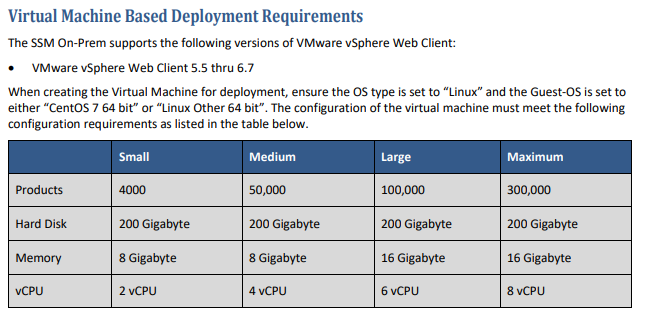 Virtual Machine Based Deployment Requirements
The SSM On-Prem supports the following versions of VMware vSphere Web Client:
• VMware vSphere Web Client 5.5 thru 6.7
When creating the Virtual Machine for deployment, ensure the OS type is set to “Linux” and the Guest-OS is set to
either “CentOS 7 64 bit” or “Linux Other 64 bit”. The configuration of the virtual machine must meet the following
configuration requirements as listed in the table below.
Small Medium Large Maximum
Products 4000 50,000 100,000 300,000
Hard Disk 200 Gigabyte 200 Gigabyte 200 Gigabyte 200 Gigabyte
Memory 8 Gigabyte 8 Gigabyte 16 Gigabyte 16 Gigabyte
vCPU 2 vCPU 4 vCPU 6 vCPU 8 vCPU